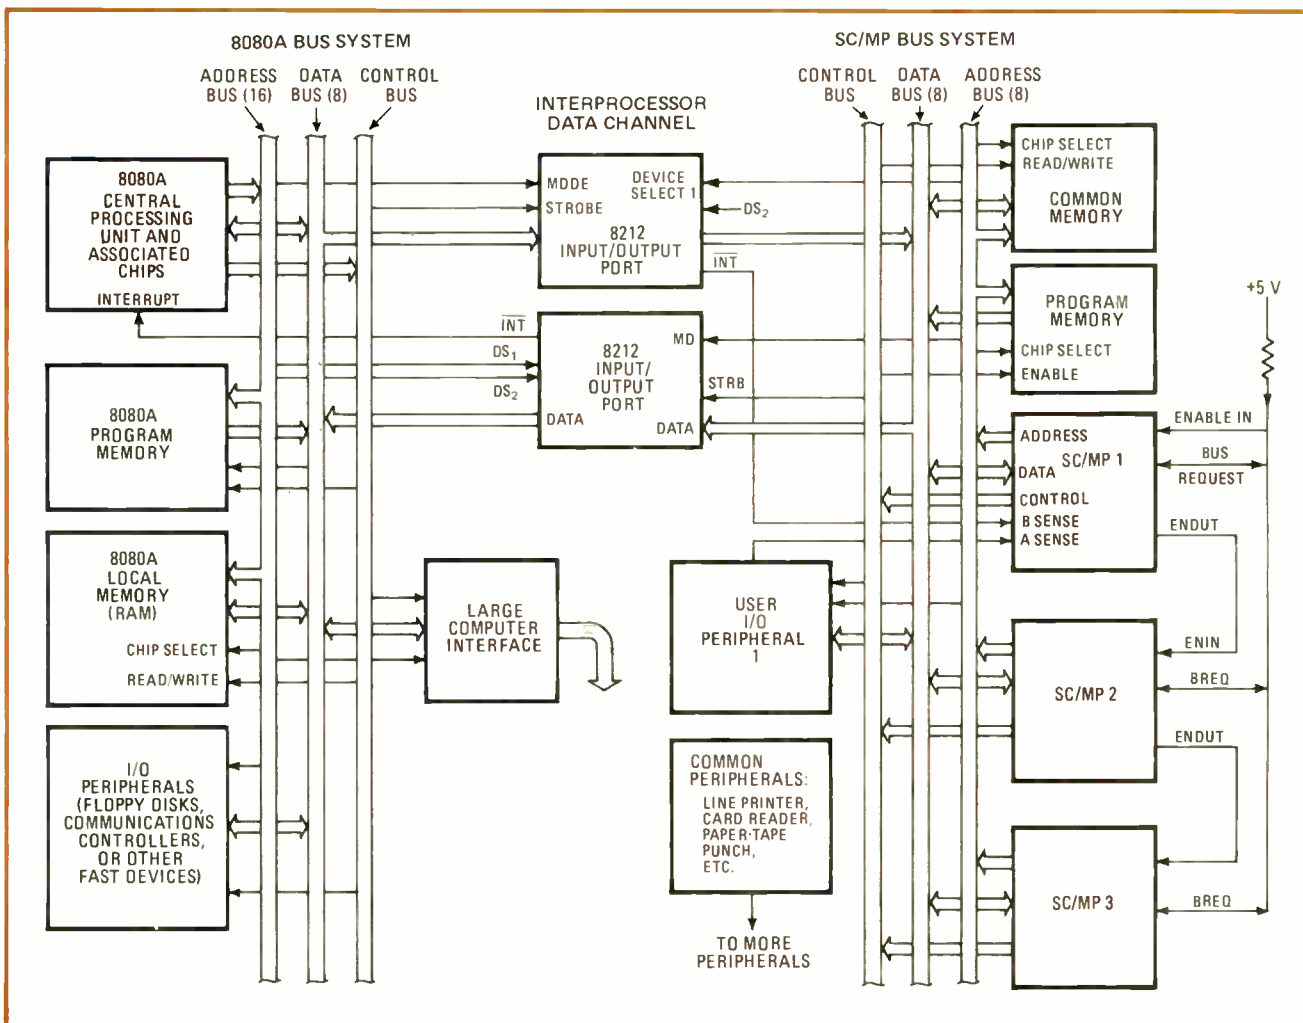 8080A BUS SYSTEM
ADDRESS
BUS (16)
DATA
BUS (8)
CONTROL
BUS
INTERPROCESSOR
DATA CHANNEL
SC/MP BUS SYSTEM
CONTROL
BUS
DATA
BUS (8)
ADDRESS
BUS (8)
8080A
CENTRAL
PROCESSING
UNIT AND
ASSOCIATED
CHIPS
INTERRUPT
8080A
PROGRAM
MEMORY
8080A
LOCAL
MEMORY
(RAM)
CHIP SELECT
READ/WRITE
I/O
PERIPHERALS
(FLOPPY DISKS,
COMMUNICATIONS
CONTROLLERS,
OR OTHER
FAST DEVICES)
MODE
STROBE
DEVICE
SELECT 1
8212
INPUT/OUTPUT
PORT
DS2
INT
INT
DS1
DS2
8212
INPUT/
OUTPUT
PORT
DATA
MD
STRB
DATA
LARGE
COMPUTER
INTERFACE
USER
I/O
PERIPHERAL
1
COMMON
PERIPHERALS:
LINE PRINTER,
CARD READER,
PAPER-TAPE
PUNCH,
ETC.
TO MORE
PERIPHERALS
CHIP SELECT
READ/WRITE
COMMON
MEMORY
PROGRAM
MEMORY
CHIP SELECT
ENABLE
+5 V
ADDRESS
SC/MP 1
DATA
CONTROL
B SENSE
A SENSE
ENABLE IN
BUS
REQUEST
ENOUT
SC/MP 2
ENIN
BREQ
ENOUT
SC/MP 3
BREQ